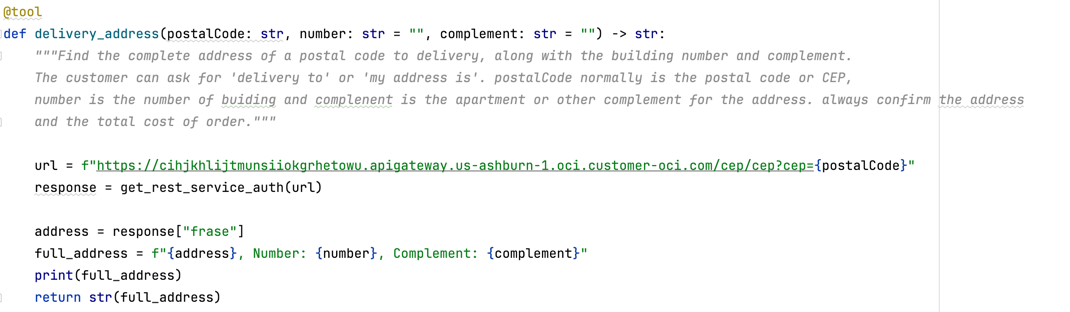 @tool
def delivery_address(postalCode: str, number: str = "", complement: str = "") -> str:
    """Find the complete address of a postal code to delivery, along with the building number and complement.
    The customer can ask for 'delivery to' or 'my address is'. postalCode normally is the postal code or CEP,
    number is the number of buiding and complenent is the apartment or other complement for the address. always confirm the address
    and the total cost of order."""
    url = f"https://cihjkhlijtmunsiiokgrhetowu.apigateway.us-ashburn-1.oci.customer-oci.com/cep/cep?cep={postalCode}"
    response = get_rest_service_auth(url)
    address = response["frase"]
    full_address = f"{address}, Number: {number}, Complement: {complement}"
    print(full_address)
    return str(full_address)